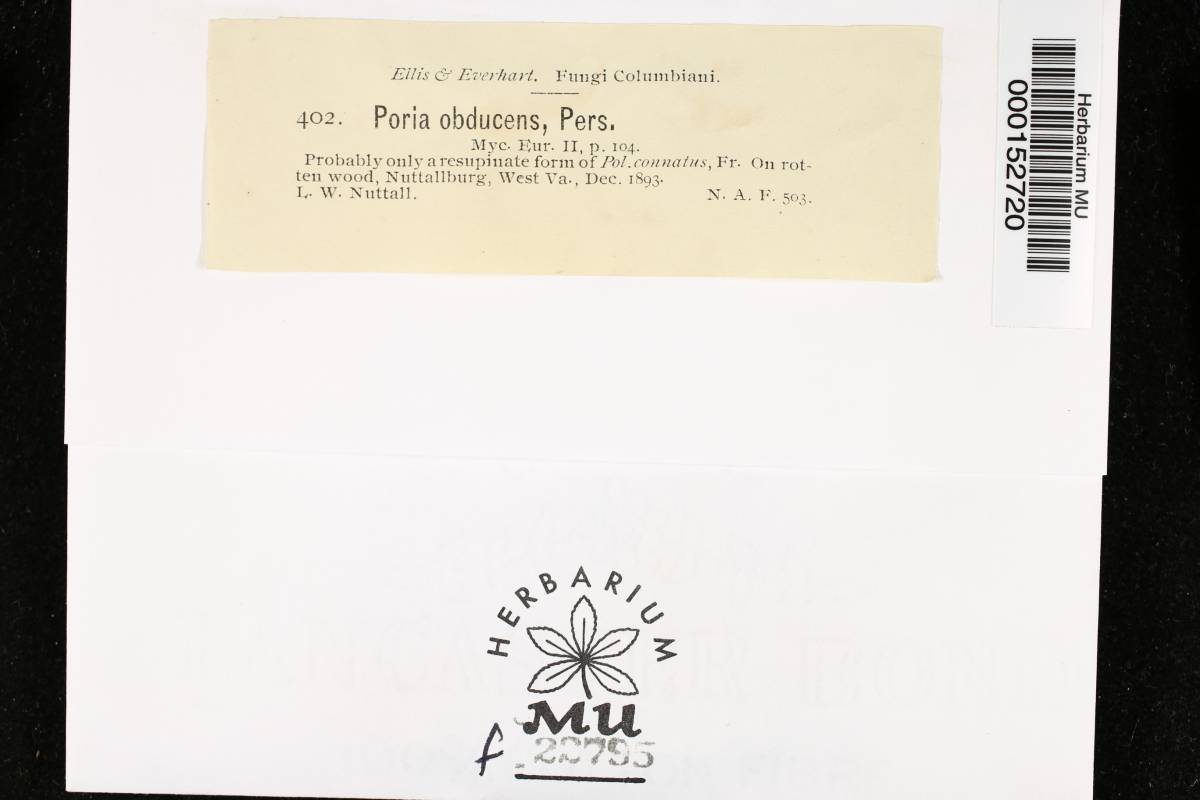 Ellis & Everhart. Fungi Columbiani.
402. Poria obducens, Pers.
Myc. Eur. II, p. 104.
Probably only a resupinate form of Pol. connatus, Fr. On rot-
ten wood, Nuttallburg, West Va., Dec. 1893.
L. W. Nuttall. N. A. F. 503.
Herbarium MU
000152720
HERBARIUM
MU
f 22795